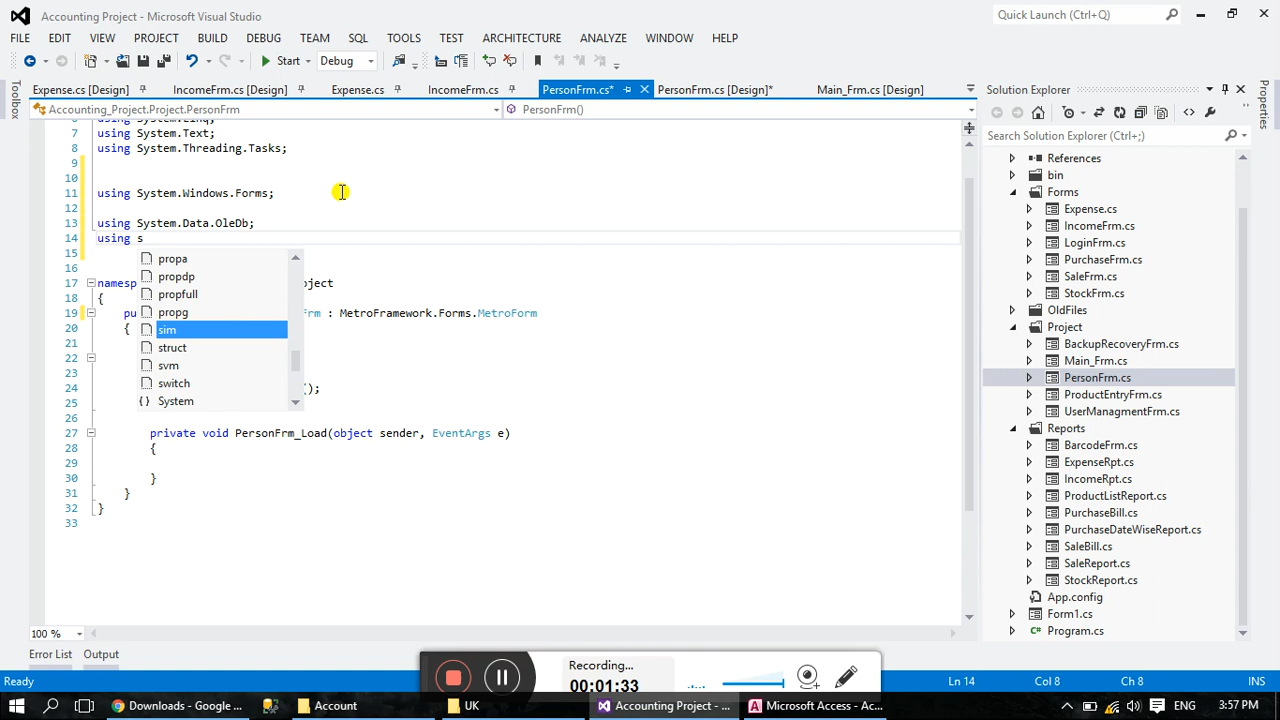 Accounting Project - Microsoft Visual Studio
Quick Launch (Ctrl+Q)
FILE EDIT VIEW PROJECT BUILD DEBUG TEAM SQL TOOLS TEST ARCHITECTURE ANALYZE WINDOW HELP
Start Debug
Toolbox
Expense.cs [Design] IncomeFrm.cs [Design] Expense.cs IncomeFrm.cs PersonFrm.cs* PersonFrm.cs [Design]* Main_Frm.cs [Design]
Accounting_Project.Project.PersonFrm PersonFrm()
6 using System.Linq;
7 using System.Text;
8 using System.Threading.Tasks;
9
10
11 using System.Windows.Forms;
12
13 using System.Data.OleDb;
14 using s
15
16
17 namesp oject
18 {
19 pu Frm : MetroFramework.Forms.MetroForm
20 {
21
22
23
24 ();
25
26
27 private void PersonFrm_Load(object sender, EventArgs e)
28 {
29
30 }
31 }
32 }
33
propa
propdp
propfull
propg
sim
struct
svm
switch
{ } System
100 %
Error List Output
Solution Explorer
Search Solution Explorer (Ctrl+;)
References
bin
Forms
Expense.cs
IncomeFrm.cs
LoginFrm.cs
PurchaseFrm.cs
SaleFrm.cs
StockFrm.cs
OldFiles
Project
BackupRecoveryFrm.cs
Main_Frm.cs
PersonFrm.cs
ProductEntryFrm.cs
UserManagmentFrm.cs
Reports
BarcodeFrm.cs
ExpenseRpt.cs
IncomeRpt.cs
ProductListReport.cs
PurchaseBill.cs
PurchaseDateWiseReport.cs
SaleBill.cs
SaleReport.cs
StockReport.cs
App.config
Form1.cs
C# Program.cs
Properties
Recording...
00:01:33
Ready Ln 14 Col 8 Ch 8 INS
Downloads - Google ... Account UK Accounting Project - ... Microsoft Access - Ac... ENG 3:57 PM